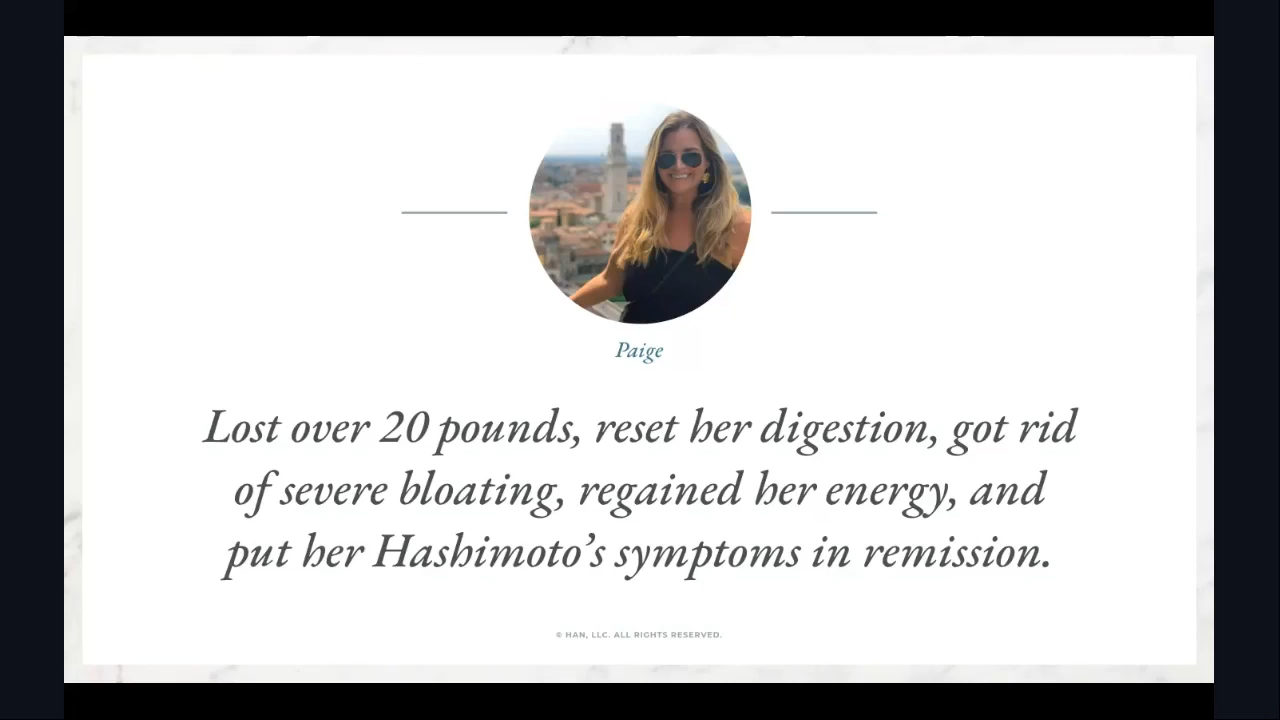 Paige
Lost over 20 pounds, reset her digestion, got rid
of severe bloating, regained her energy, and
put her Hashimoto’s symptoms in remission.
© HAN, LLC. ALL RIGHTS RESERVED.